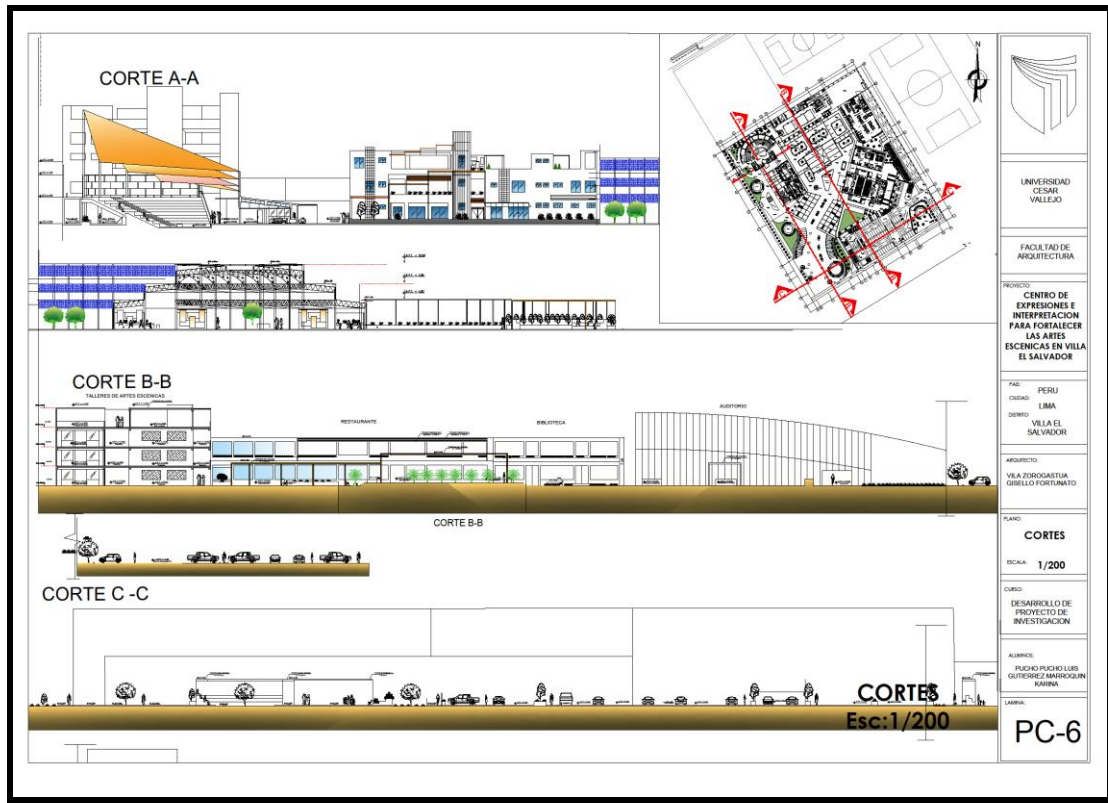 CORTE A-A
N
CORTE B-B
TALLERES DE ARTES ESCENICAS
RESTAURANTE
BIBLIOTECA
AUDITORIO
CORTE B-B
CORTE C -C
CORTES
Esc:1/200
UNIVERSIDAD
CESAR
VALLEJO
FACULTAD DE
ARQUITECTURA
PROYECTO:
CENTRO DE
EXPRESIONES E
INTERPRETACION
PARA FORTALECER
LAS ARTES
ESCENICAS EN VILLA
EL SALVADOR
PAIS:
PERU
CIUDAD:
LIMA
DISTRITO
VILLA EL
SALVADOR
ARQUITECTO:
VILA ZOROGASTUA
GISELLO FORTUNATO
PLANO:
CORTES
ESCALA: 1/200
CURSO:
DESARROLLO DE
PROYECTO DE
INVESTIGACION
ALUMNOS:
PUCHO PUCHO LUIS
GUTIERREZ MARROQUIN
KARINA
LAMINA:
PC-6